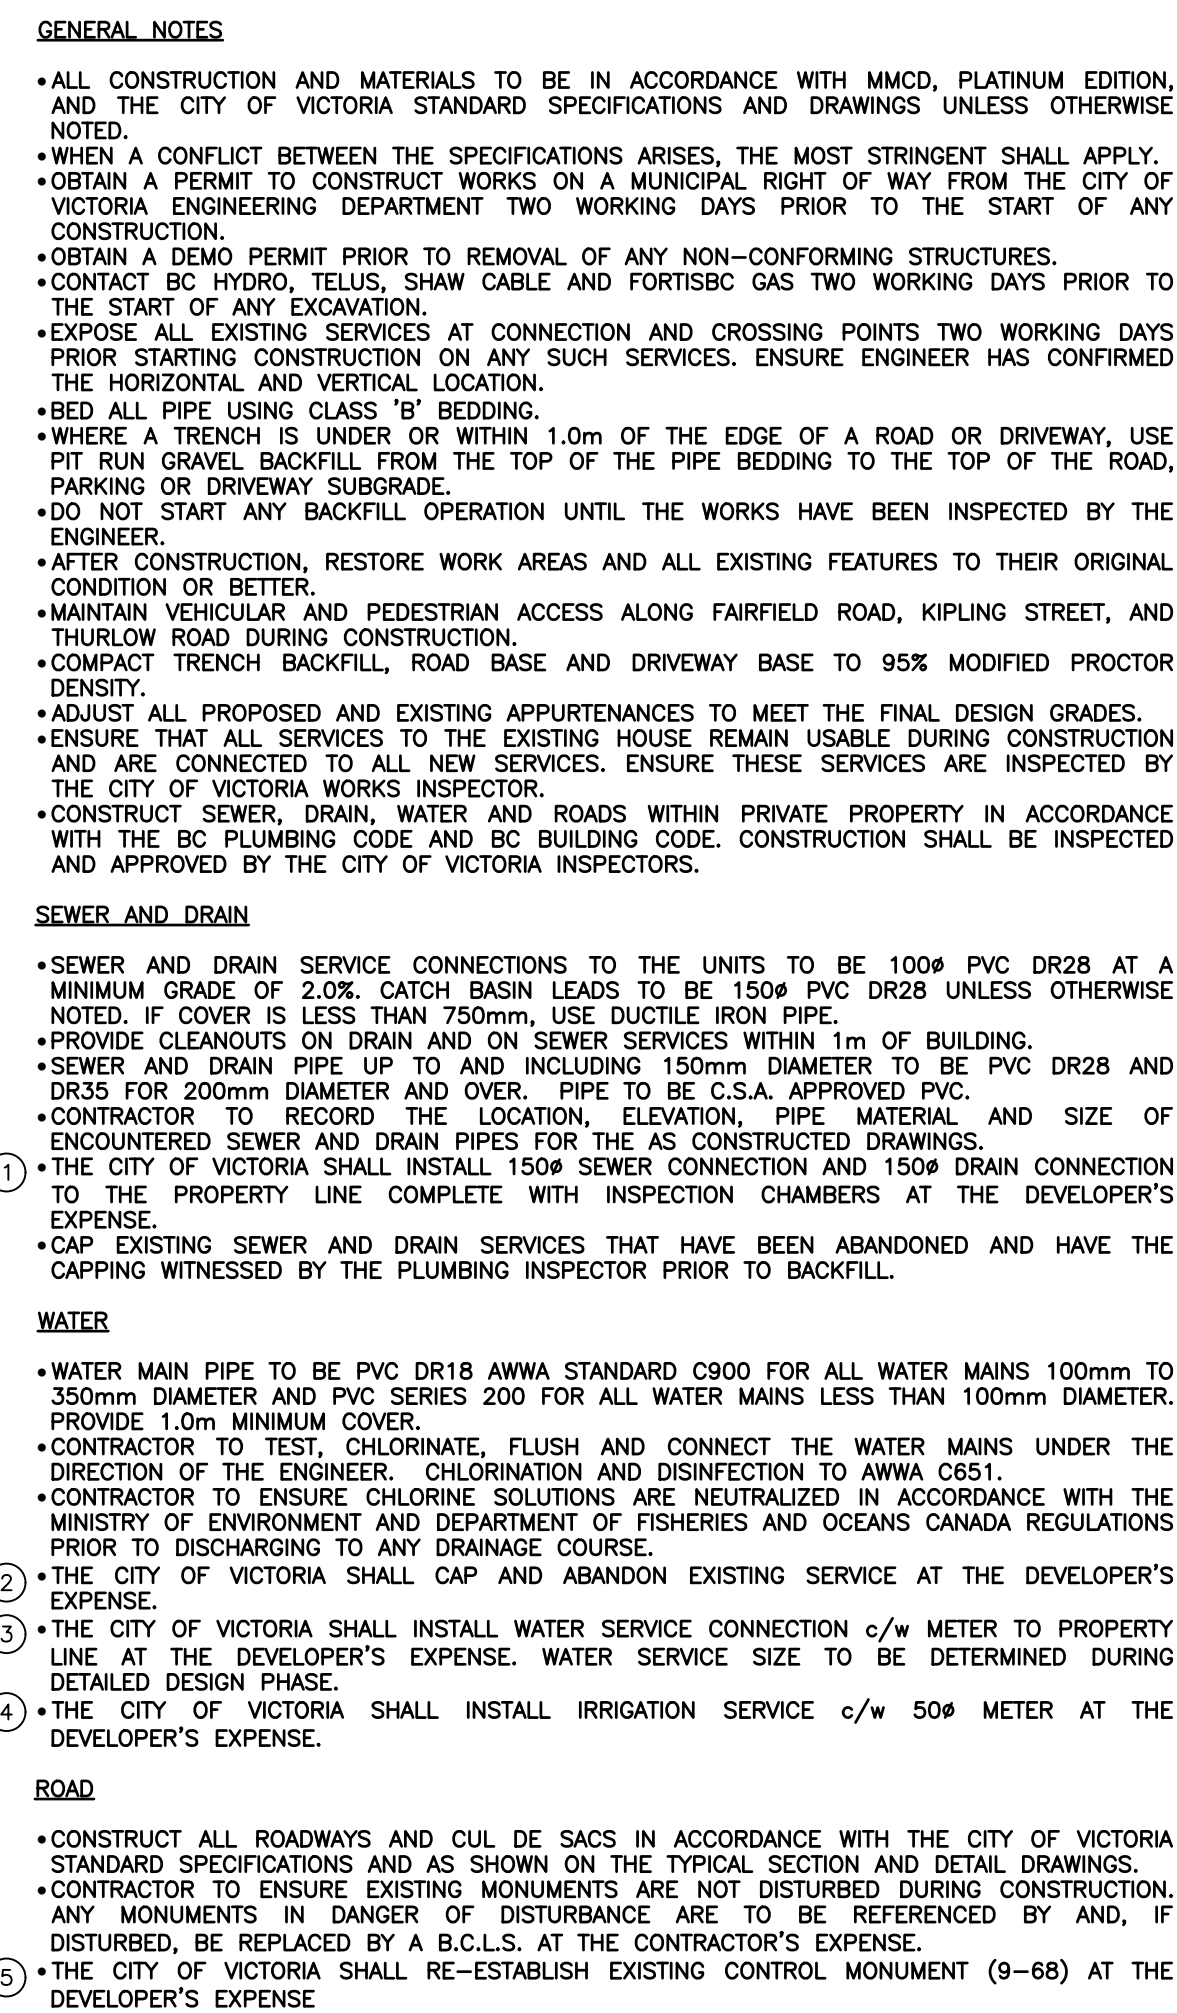 GENERAL NOTES
•ALL CONSTRUCTION AND MATERIALS TO BE IN ACCORDANCE WITH MMCD, PLATINUM EDITION,
AND THE CITY OF VICTORIA STANDARD SPECIFICATIONS AND DRAWINGS UNLESS OTHERWISE
NOTED.
•WHEN A CONFLICT BETWEEN THE SPECIFICATIONS ARISES, THE MOST STRINGENT SHALL APPLY.
•OBTAIN A PERMIT TO CONSTRUCT WORKS ON A MUNICIPAL RIGHT OF WAY FROM THE CITY OF
VICTORIA ENGINEERING DEPARTMENT TWO WORKING DAYS PRIOR TO THE START OF ANY
CONSTRUCTION.
•OBTAIN A DEMO PERMIT PRIOR TO REMOVAL OF ANY NON-CONFORMING STRUCTURES.
•CONTACT BC HYDRO, TELUS, SHAW CABLE AND FORTISBC GAS TWO WORKING DAYS PRIOR TO
THE START OF ANY EXCAVATION.
•EXPOSE ALL EXISTING SERVICES AT CONNECTION AND CROSSING POINTS TWO WORKING DAYS
PRIOR STARTING CONSTRUCTION ON ANY SUCH SERVICES. ENSURE ENGINEER HAS CONFIRMED
THE HORIZONTAL AND VERTICAL LOCATION.
•BED ALL PIPE USING CLASS 'B' BEDDING.
•WHERE A TRENCH IS UNDER OR WITHIN 1.0m OF THE EDGE OF A ROAD OR DRIVEWAY, USE
PIT RUN GRAVEL BACKFILL FROM THE TOP OF THE PIPE BEDDING TO THE TOP OF THE ROAD,
PARKING OR DRIVEWAY SUBGRADE.
•DO NOT START ANY BACKFILL OPERATION UNTIL THE WORKS HAVE BEEN INSPECTED BY THE
ENGINEER.
•AFTER CONSTRUCTION, RESTORE WORK AREAS AND ALL EXISTING FEATURES TO THEIR ORIGINAL
CONDITION OR BETTER.
•MAINTAIN VEHICULAR AND PEDESTRIAN ACCESS ALONG FAIRFIELD ROAD, KIPLING STREET, AND
THURLOW ROAD DURING CONSTRUCTION.
•COMPACT TRENCH BACKFILL, ROAD BASE AND DRIVEWAY BASE TO 95% MODIFIED PROCTOR
DENSITY.
•ADJUST ALL PROPOSED AND EXISTING APPURTENANCES TO MEET THE FINAL DESIGN GRADES.
•ENSURE THAT ALL SERVICES TO THE EXISTING HOUSE REMAIN USABLE DURING CONSTRUCTION
AND ARE CONNECTED TO ALL NEW SERVICES. ENSURE THESE SERVICES ARE INSPECTED BY
THE CITY OF VICTORIA WORKS INSPECTOR.
•CONSTRUCT SEWER, DRAIN, WATER AND ROADS WITHIN PRIVATE PROPERTY IN ACCORDANCE
WITH THE BC PLUMBING CODE AND BC BUILDING CODE. CONSTRUCTION SHALL BE INSPECTED
AND APPROVED BY THE CITY OF VICTORIA INSPECTORS.
SEWER AND DRAIN
•SEWER AND DRAIN SERVICE CONNECTIONS TO THE UNITS TO BE 100ø PVC DR28 AT A
MINIMUM GRADE OF 2.0%. CATCH BASIN LEADS TO BE 150ø PVC DR28 UNLESS OTHERWISE
NOTED. IF COVER IS LESS THAN 750mm, USE DUCTILE IRON PIPE.
•PROVIDE CLEANOUTS ON DRAIN AND ON SEWER SERVICES WITHIN 1m OF BUILDING.
•SEWER AND DRAIN PIPE UP TO AND INCLUDING 150mm DIAMETER TO BE PVC DR28 AND
DR35 FOR 200mm DIAMETER AND OVER. PIPE TO BE C.S.A. APPROVED PVC.
•CONTRACTOR TO RECORD THE LOCATION, ELEVATION, PIPE MATERIAL AND SIZE OF
ENCOUNTERED SEWER AND DRAIN PIPES FOR THE AS CONSTRUCTED DRAWINGS.
1 •THE CITY OF VICTORIA SHALL INSTALL 150ø SEWER CONNECTION AND 150ø DRAIN CONNECTION
TO THE PROPERTY LINE COMPLETE WITH INSPECTION CHAMBERS AT THE DEVELOPER'S
EXPENSE.
•CAP EXISTING SEWER AND DRAIN SERVICES THAT HAVE BEEN ABANDONED AND HAVE THE
CAPPING WITNESSED BY THE PLUMBING INSPECTOR PRIOR TO BACKFILL.
WATER
•WATER MAIN PIPE TO BE PVC DR18 AWWA STANDARD C900 FOR ALL WATER MAINS 100mm TO
350mm DIAMETER AND PVC SERIES 200 FOR ALL WATER MAINS LESS THAN 100mm DIAMETER.
PROVIDE 1.0m MINIMUM COVER.
•CONTRACTOR TO TEST, CHLORINATE, FLUSH AND CONNECT THE WATER MAINS UNDER THE
DIRECTION OF THE ENGINEER. CHLORINATION AND DISINFECTION TO AWWA C651.
•CONTRACTOR TO ENSURE CHLORINE SOLUTIONS ARE NEUTRALIZED IN ACCORDANCE WITH THE
MINISTRY OF ENVIRONMENT AND DEPARTMENT OF FISHERIES AND OCEANS CANADA REGULATIONS
PRIOR TO DISCHARGING TO ANY DRAINAGE COURSE.
2 •THE CITY OF VICTORIA SHALL CAP AND ABANDON EXISTING SERVICE AT THE DEVELOPER'S
EXPENSE.
3 •THE CITY OF VICTORIA SHALL INSTALL WATER SERVICE CONNECTION c/w METER TO PROPERTY
LINE AT THE DEVELOPER'S EXPENSE. WATER SERVICE SIZE TO BE DETERMINED DURING
DETAILED DESIGN PHASE.
4 •THE CITY OF VICTORIA SHALL INSTALL IRRIGATION SERVICE c/w 50ø METER AT THE
DEVELOPER'S EXPENSE.
ROAD
•CONSTRUCT ALL ROADWAYS AND CUL DE SACS IN ACCORDANCE WITH THE CITY OF VICTORIA
STANDARD SPECIFICATIONS AND AS SHOWN ON THE TYPICAL SECTION AND DETAIL DRAWINGS.
•CONTRACTOR TO ENSURE EXISTING MONUMENTS ARE NOT DISTURBED DURING CONSTRUCTION.
ANY MONUMENTS IN DANGER OF DISTURBANCE ARE TO BE REFERENCED BY AND, IF
DISTURBED, BE REPLACED BY A B.C.L.S. AT THE CONTRACTOR'S EXPENSE.
5 •THE CITY OF VICTORIA SHALL RE-ESTABLISH EXISTING CONTROL MONUMENT (9-68) AT THE
DEVELOPER'S EXPENSE